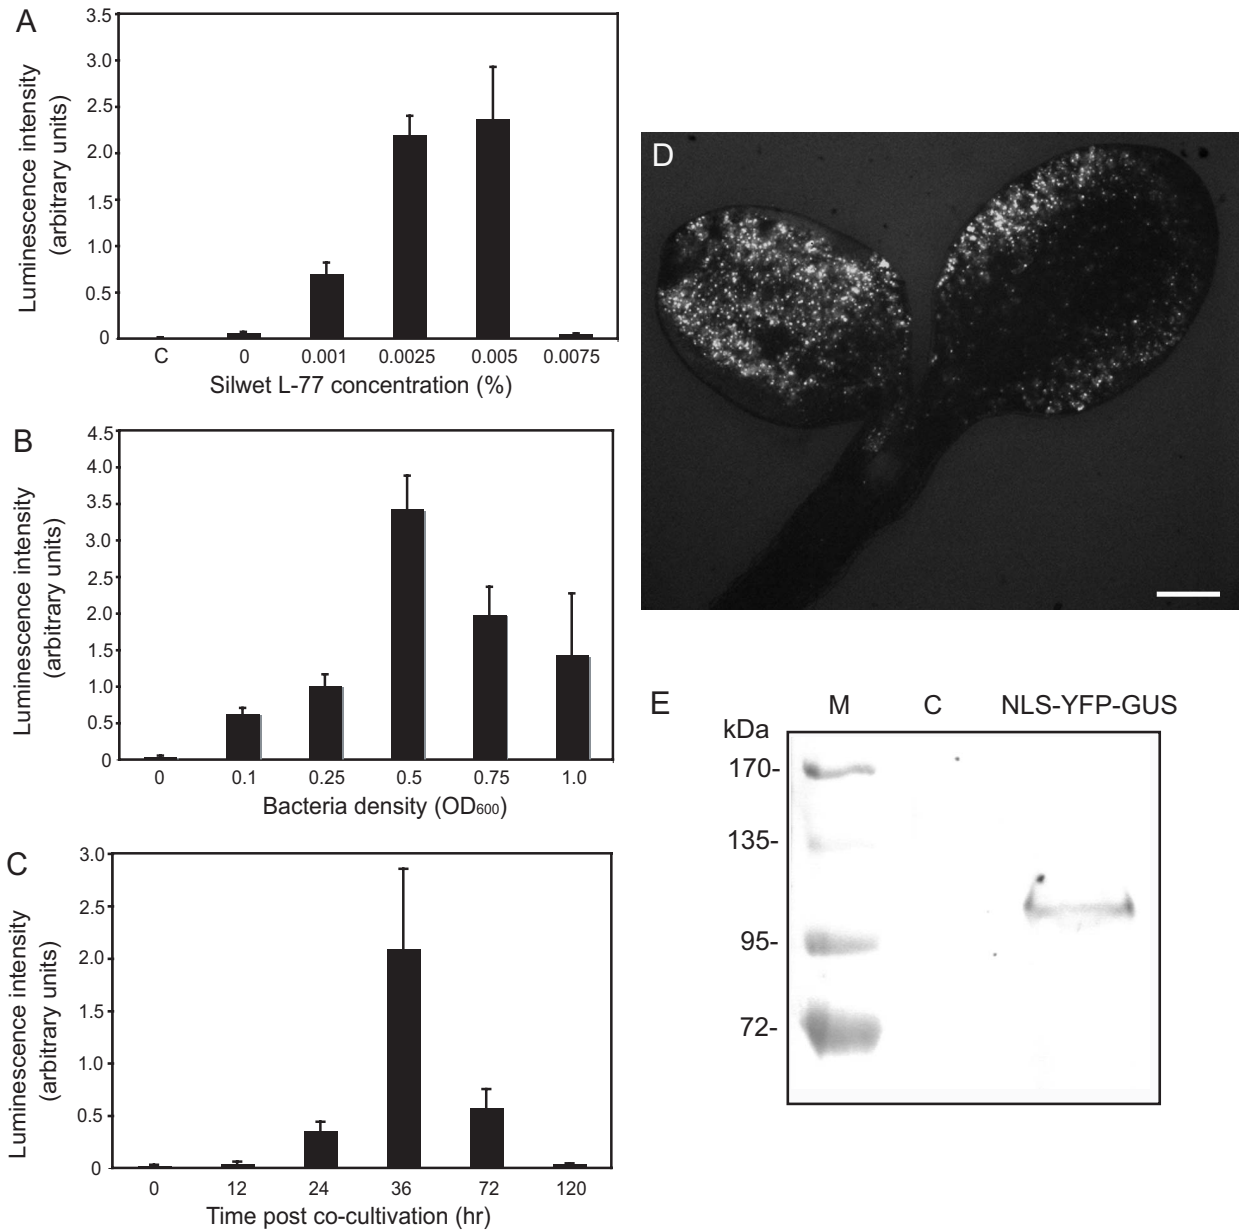 A
3.5
3.0
2.5
2.0
1.5
1.0
0.5
0
Luminescence intensity
(arbitrary units)
C 0 0.001 0.0025 0.005 0.0075
Silwet L-77 concentration (%)
B
4.5
4.0
3.5
3.0
2.5
2.0
1.5
1.0
0.5
0
Luminescence intensity
(arbitrary units)
0 0.1 0.25 0.5 0.75 1.0
Bacteria density (OD600)
C
3.0
2.5
2.0
1.5
1.0
0.5
0
Luminescence intensity
(arbitrary units)
0 12 24 36 72 120
Time post co-cultivation (hr)
D
E
M C NLS-YFP-GUS
kDa
170-
135-
95-
72-